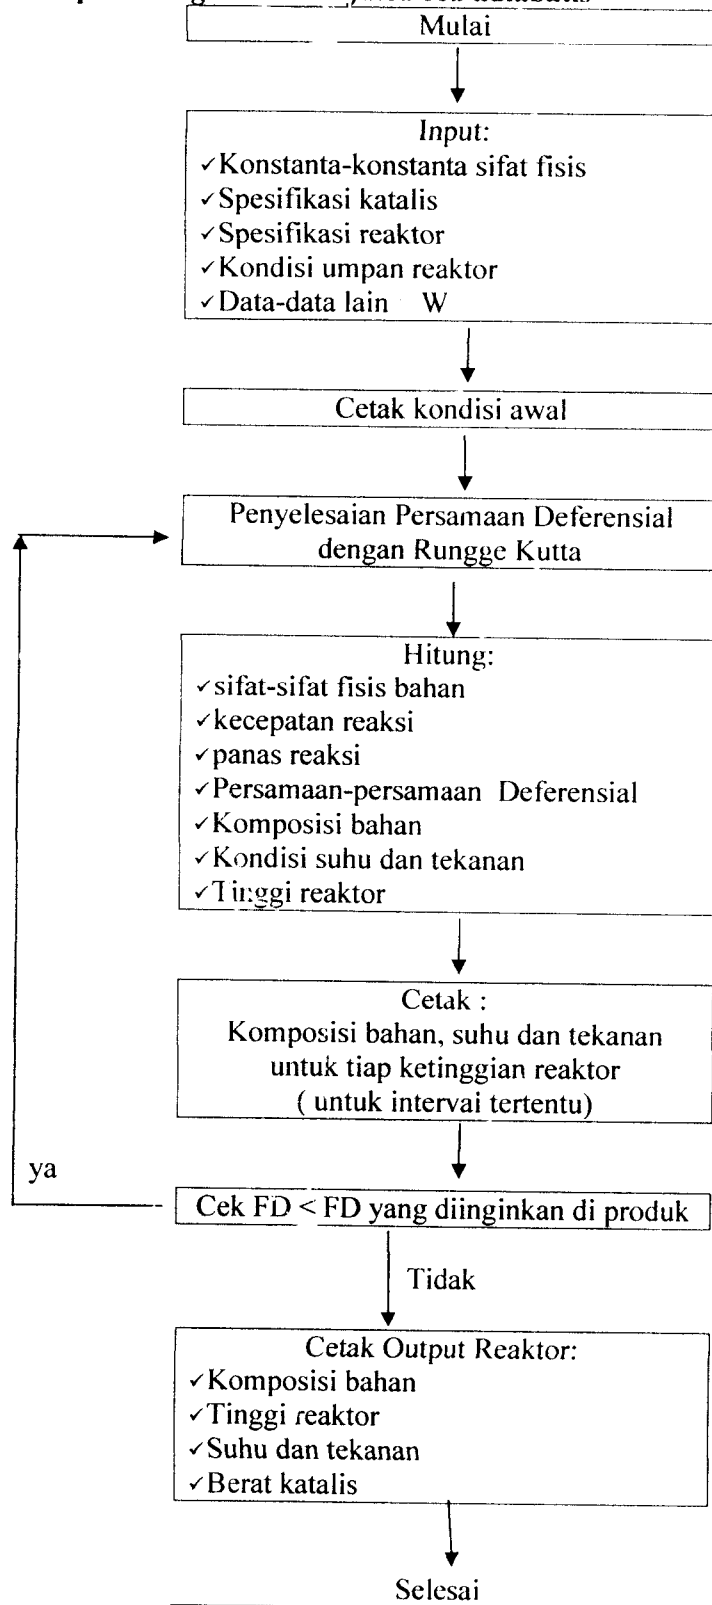 Mulai
Input:
✓Konstanta-konstanta sifat fisis
✓Spesifikasi katalis
✓Spesifikasi reaktor
✓Kondisi umpan reaktor
✓Data-data lain W
Cetak kondisi awal
Penyelesaian Persamaan Deferensial
dengan Rungge Kutta
Hitung:
✓sifat-sifat fisis bahan
✓kecepatan reaksi
✓panas reaksi
✓Persamaan-persamaan Deferensial
✓Komposisi bahan
✓Kondisi suhu dan tekanan
✓Tinggi reaktor
Cetak :
Komposisi bahan, suhu dan tekanan
untuk tiap ketinggian reaktor
( untuk interval tertentu)
ya
Cek FD < FD yang diinginkan di produk
Tidak
Cetak Output Reaktor:
✓Komposisi bahan
✓Tinggi reaktor
✓Suhu dan tekanan
✓Berat katalis
Selesai